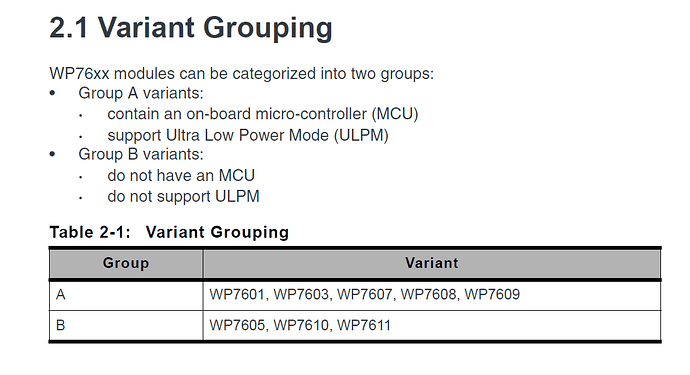 2.1 Variant Grouping
WP76xx modules can be categorized into two groups:
• Group A variants:
· contain an on-board micro-controller (MCU)
· support Ultra Low Power Mode (ULPM)
• Group B variants:
· do not have an MCU
· do not support ULPM
Table 2-1: Variant Grouping
Group Variant
A WP7601, WP7603, WP7607, WP7608, WP7609
B WP7605, WP7610, WP7611